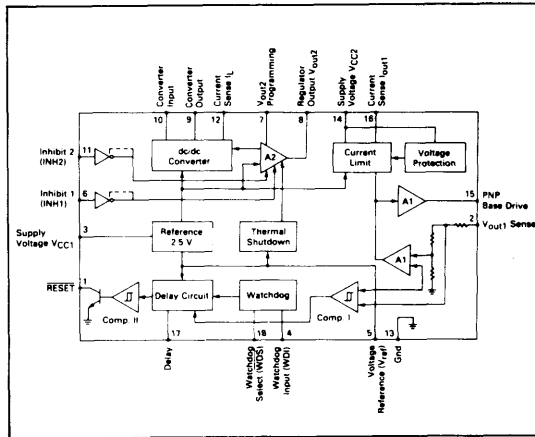 Converter
Input
10
Converter
Output
9
Current
Sense IL
12
Vout2
Programming
7
Regulator
Output Vout2
8
Supply
Voltage VCC2
14
Current
Sense Iout1
16
Inhibit 2
(INH2)
11
dc/dc
Converter
A2
Current
Limit
Voltage
Protection
Inhibit 1
(INH1)
6
A1
15
PNP
Base Drive
Supply
Voltage VCC1
3
Reference
2.5 V
Thermal
Shutdown
2
Vout1 Sense
A1
RESET
1
Delay Circuit
Watchdog
Comp. II
Comp. I
17
18
4
5
13
Delay
Watchdog
Select (WDS)
Watchdog
Input (WDI)
Voltage
Reference (Vref)
Gnd